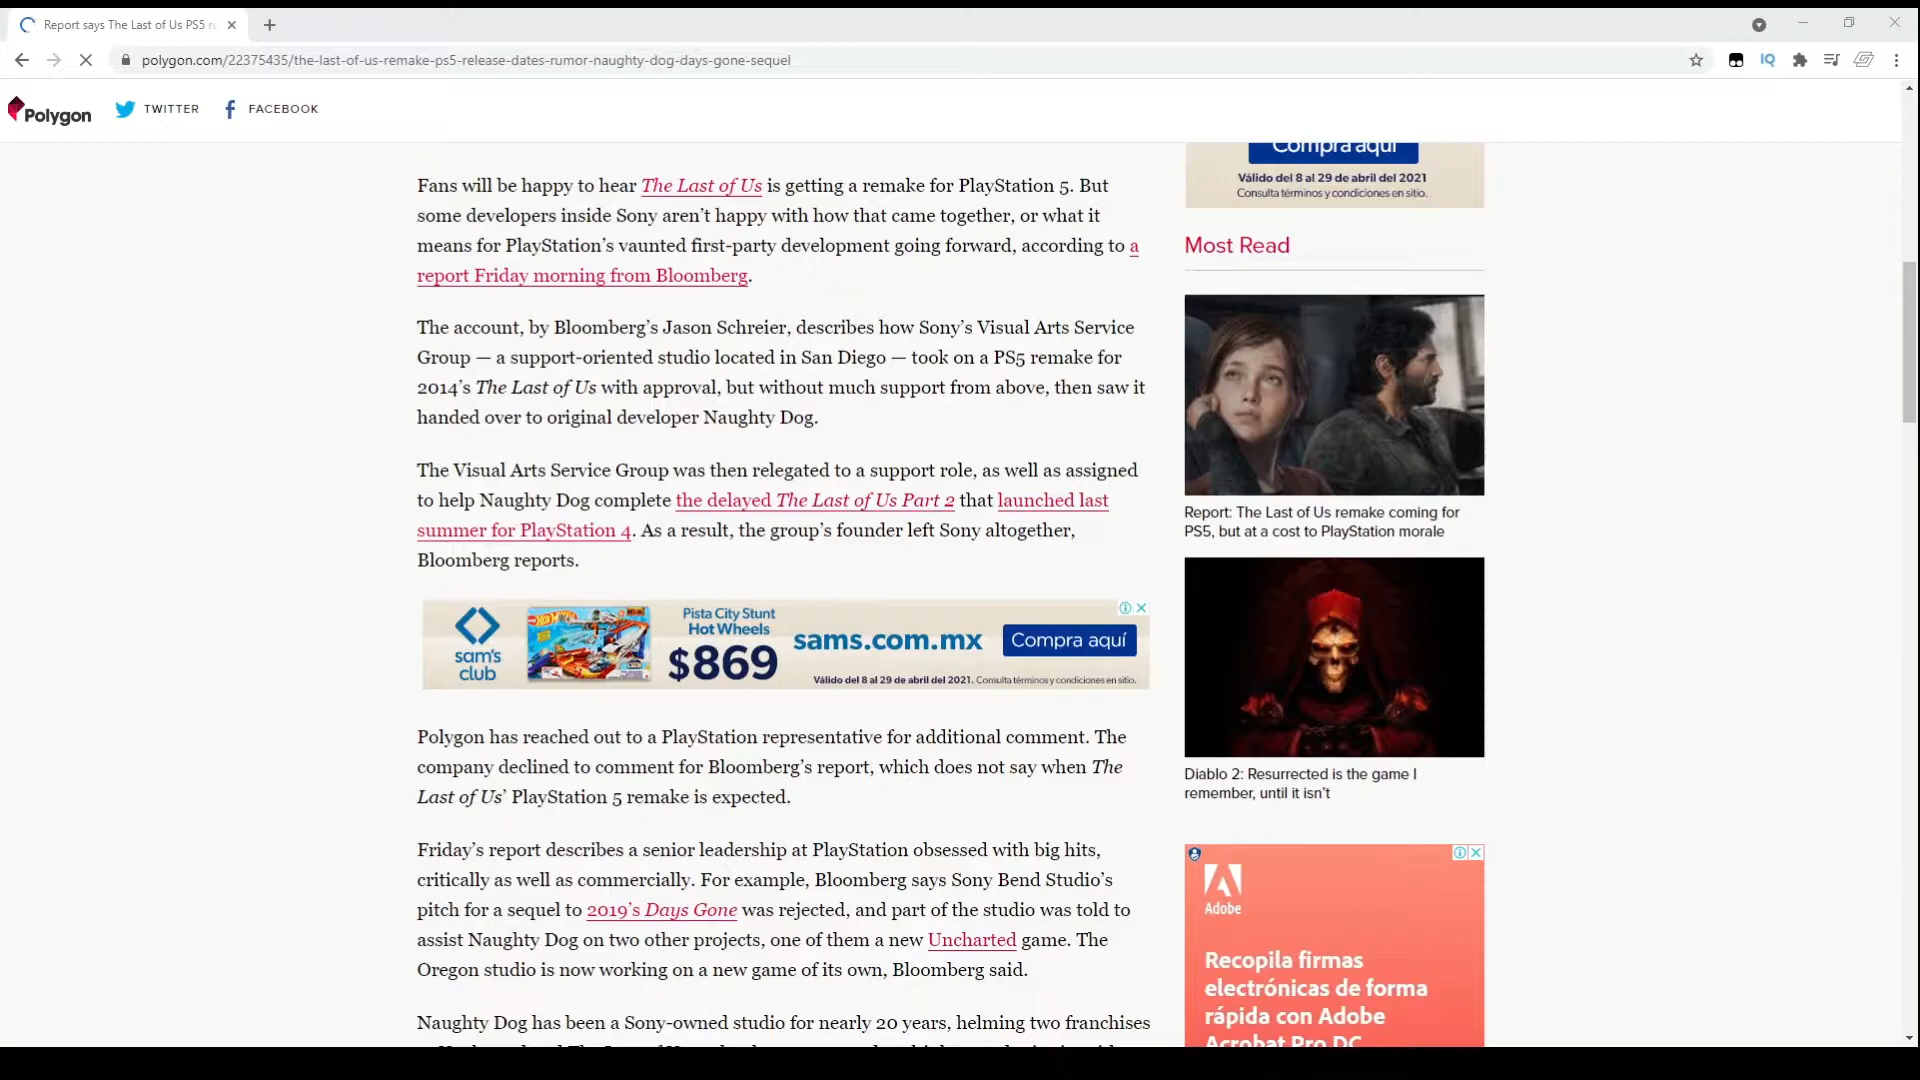 Report says The Last of Us PS5 r
polygon.com/22375435/the-last-of-us-remake-ps5-release-dates-rumor-naughty-dog-days-gone-sequel
IQ
Polygon
TWITTER
FACEBOOK
Fans will be happy to hear The Last of Us is getting a remake for PlayStation 5. But
some developers inside Sony aren’t happy with how that came together, or what it
means for PlayStation’s vaunted first-party development going forward, according to a
report Friday morning from Bloomberg.
The account, by Bloomberg’s Jason Schreier, describes how Sony’s Visual Arts Service
Group — a support-oriented studio located in San Diego — took on a PS5 remake for
2014’s The Last of Us with approval, but without much support from above, then saw it
handed over to original developer Naughty Dog.
The Visual Arts Service Group was then relegated to a support role, as well as assigned
to help Naughty Dog complete the delayed The Last of Us Part 2 that launched last
summer for PlayStation 4. As a result, the group’s founder left Sony altogether,
Bloomberg reports.
sam's
club
Pista City Stunt
Hot Wheels
$869
sams.com.mx
Compra aquí
Válido del 8 al 29 de abril del 2021. Consulta términos y condiciones en sitio.
Polygon has reached out to a PlayStation representative for additional comment. The
company declined to comment for Bloomberg’s report, which does not say when The
Last of Us’ PlayStation 5 remake is expected.
Friday’s report describes a senior leadership at PlayStation obsessed with big hits,
critically as well as commercially. For example, Bloomberg says Sony Bend Studio’s
pitch for a sequel to 2019’s Days Gone was rejected, and part of the studio was told to
assist Naughty Dog on two other projects, one of them a new Uncharted game. The
Oregon studio is now working on a new game of its own, Bloomberg said.
Naughty Dog has been a Sony-owned studio for nearly 20 years, helming two franchises
Compra aquí
Válido del 8 al 29 de abril del 2021
Consulta términos y condiciones en sitio.
Most Read
Report: The Last of Us remake coming for
PS5, but at a cost to PlayStation morale
Diablo 2: Resurrected is the game I
remember, until it isn’t
Adobe
Recopila firmas
electrónicas de forma
rápida con Adobe
Acrobat Pro DC